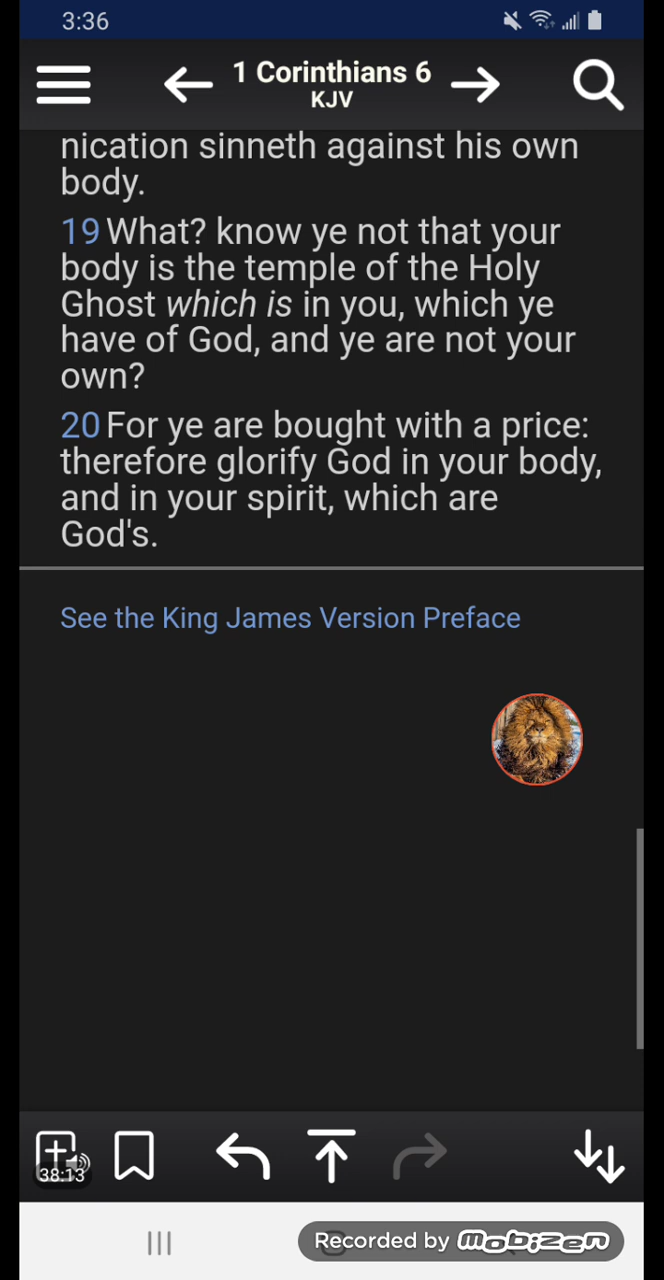 3:36
1 Corinthians 6
KJV
nication sinneth against his own
body.
19 What? know ye not that your
body is the temple of the Holy
Ghost which is in you, which ye
have of God, and ye are not your
own?
20 For ye are bought with a price:
therefore glorify God in your body,
and in your spirit, which are
God's.
See the King James Version Preface
38:13
Recorded by mobizen